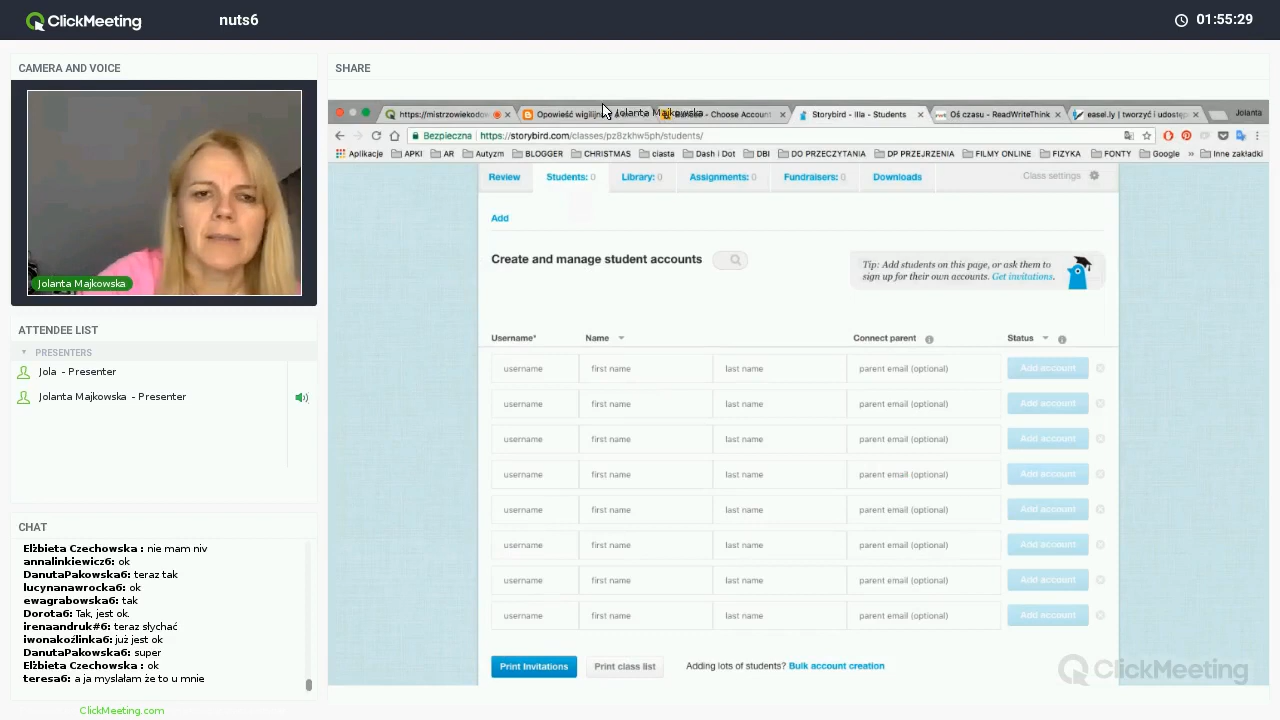 ClickMeeting
nuts6
01:55:29
CAMERA AND VOICE
Jolanta Majkowska
ATTENDEE LIST
PRESENTERS
Jola - Presenter
Jolanta Majkowska - Presenter
CHAT
Elżbieta Czechowska : nie mam niv
annalinkiewicz6: ok
DanutaPakowska6: teraz tak
lucynanawrocka6: ok
ewagrabowska6: tak
Dorota6: Tak, jest ok.
irenaandruk#6: teraz słychać
iwonakoźlinka6: już jest ok
DanutaPakowska6: super
Elżbieta Czechowska : ok
teresa6: a ja myslałam że to u mnie
ClickMeeting.com
SHARE
https://mistrzowiekodow
Opowieść wigilijn
Jolanta Majkowska
- Choose Account
Storybird - IIIa - Students
Oś czasu - ReadWriteThink
easel.ly | tworzyć i udostęp
Jolanta
Bezpieczna https://storybird.com/classes/pz8zkhw5ph/students/
Aplikacje APKI AR Autyzm BLOGGER CHRISTMAS ciasta Dash i Dot DBI DO PRZECZYTANIA DP PREJRZENIA FILMY ONLINE FIZYKA FONTY Google » Inne zakładki
Review Students: 0 Library: 0 Assignments: 0 Fundraisers: 0 Downloads Class settings
Add
Create and manage student accounts
Tip: Add students on this page, or ask them to
sign up for their own accounts. Get invitations.
Username* Name Connect parent Status
username first name last name parent email (optional) Add account
username first name last name parent email (optional) Add account
username first name last name parent email (optional) Add account
username first name last name parent email (optional) Add account
username first name last name parent email (optional) Add account
username first name last name parent email (optional) Add account
username first name last name parent email (optional) Add account
username first name last name parent email (optional) Add account
Print Invitations Print class list Adding lots of students? Bulk account creation
ClickMeeting